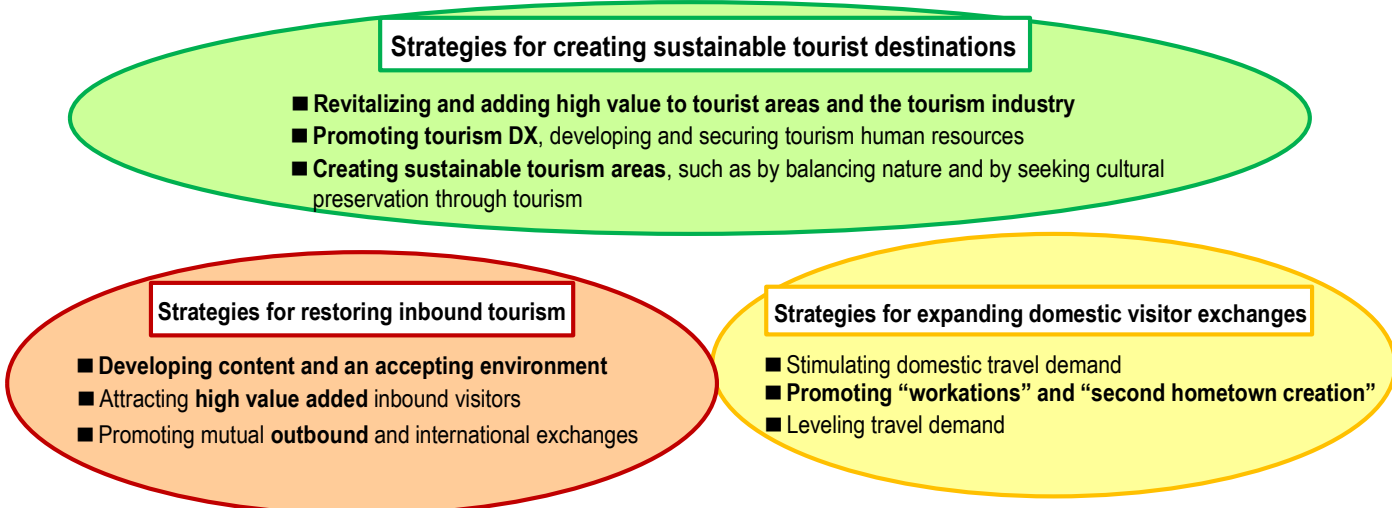 Strategies for creating sustainable tourist destinations
■ Revitalizing and adding high value to tourist areas and the tourism industry
■ Promoting tourism DX, developing and securing tourism human resources
■ Creating sustainable tourism areas, such as by balancing nature and by seeking cultural
preservation through tourism
Strategies for restoring inbound tourism
■ Developing content and an accepting environment
■ Attracting high value added inbound visitors
■ Promoting mutual outbound and international exchanges
Strategies for expanding domestic visitor exchanges
■ Stimulating domestic travel demand
■ Promoting “workations” and “second hometown creation”
■ Leveling travel demand